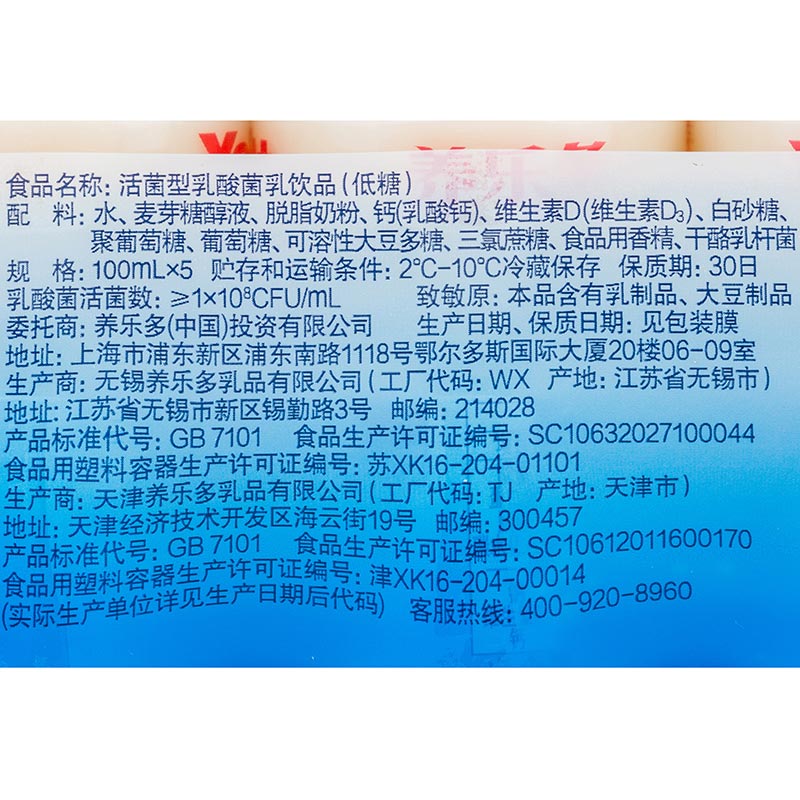 养乐
食品名称: 活菌型乳酸菌乳饮品(低糖)
配 料: 水、麦芽糖醇液、脱脂奶粉、钙(乳酸钙)、维生素D(维生素D₃)、白砂糖、
聚葡萄糖、葡萄糖、可溶性大豆多糖、三氯蔗糖、食品用香精、干酪乳杆菌
规 格: 100mL×5 贮存和运输条件: 2°C-10°C冷藏保存 保质期: 30日
乳酸菌活菌数: ≥1×10⁸CFU/mL 致敏原: 本品含有乳制品、大豆制品
委托商: 养乐多(中国)投资有限公司 生产日期、保质日期: 见包装膜
地址: 上海市浦东新区浦东南路1118号鄂尔多斯国际大厦20楼06-09室
生产商: 无锡养乐多乳品有限公司(工厂代码: WX 产地: 江苏省无锡市)
地址: 江苏省无锡市新区锡勤路3号 邮编: 214028
产品标准代号: GB 7101 食品生产许可证编号: SC10632027100044
食品用塑料容器生产许可证编号: 苏XK16-204-01101
生产商: 天津养乐多乳品有限公司(工厂代码: TJ 产地: 天津市)
地址: 天津经济技术开发区海云街19号 邮编: 300457
产品标准代号: GB 7101 食品生产许可证编号: SC10612011600170
食品用塑料容器生产许可证编号: 津XK16-204-00014
(实际生产单位详见生产日期后代码) 客服热线: 400-920-8960